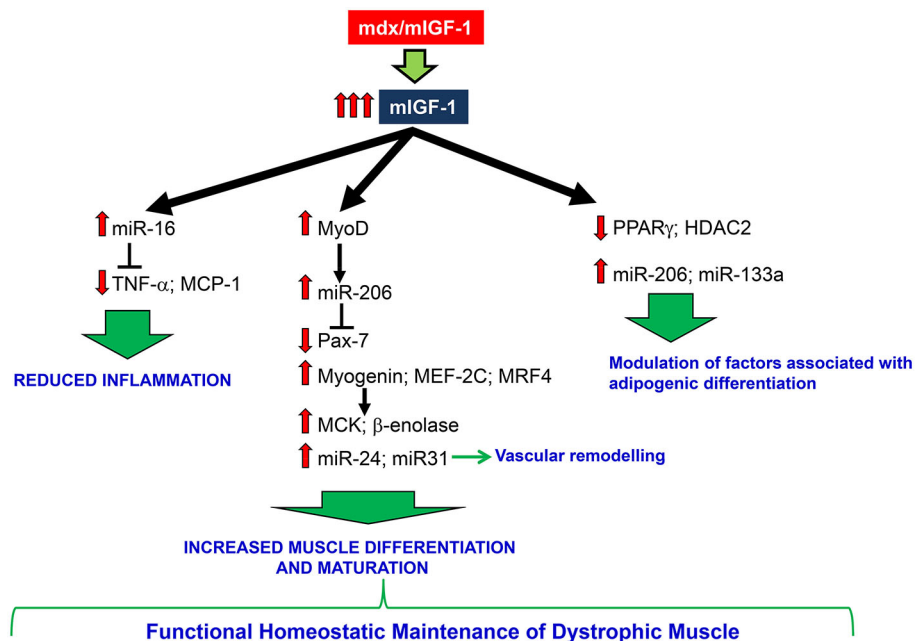 mdx/mIGF-1
mIGF-1
miR-16
TNF-α; MCP-1
REDUCED INFLAMMATION
MyoD
miR-206
Pax-7
Myogenin; MEF-2C; MRF4
MCK; β-enolase
miR-24; miR31
Vascular remodelling
INCREASED MUSCLE DIFFERENTIATION
AND MATURATION
PPARγ; HDAC2
miR-206; miR-133a
Modulation of factors associated with
adipogenic differentiation
Functional Homeostatic Maintenance of Dystrophic Muscle